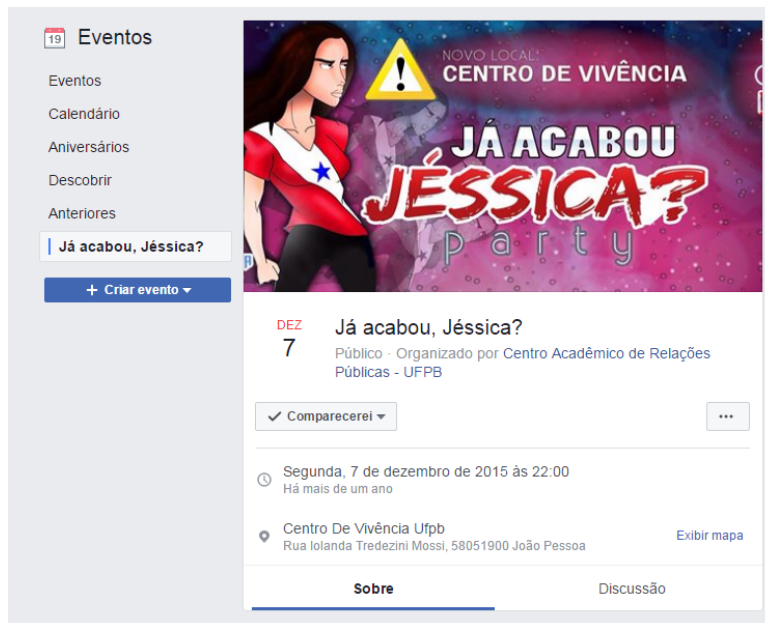 19 Eventos
Eventos
Calendário
Aniversários
Descobrir
Anteriores
Já acabou, Jéssica?
+ Criar evento
NOVO LOCAL:
CENTRO DE VIVÊNCIA
JÁ ACABOU
JÉSSICA?
party
DEZ
7
Já acabou, Jéssica?
Público · Organizado por Centro Acadêmico de Relações
Públicas - UFPB
Comparecerei
...
Segunda, 7 de dezembro de 2015 às 22:00
Há mais de um ano
Centro De Vivência Ufpb
Rua Iolanda Tredezini Mossi, 58051900 João Pessoa
Exibir mapa
Sobre
Discussão